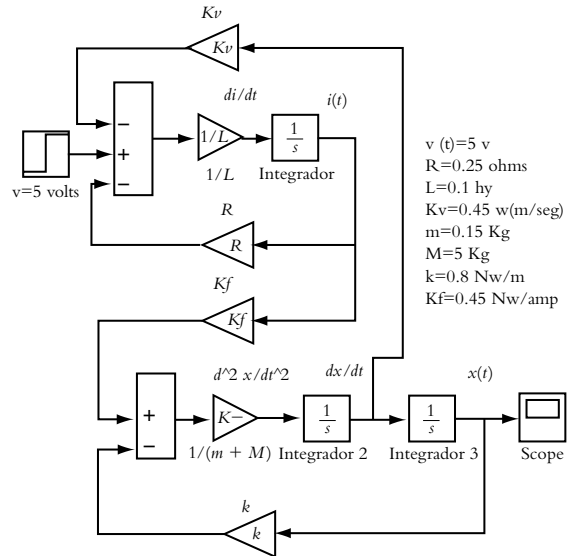 Kv
Kv
di/dt
i(t)
−
+
−
1/L
1
s
v=5 volts
1/L
Integrador
R
R
Kf
Kf
v (t)=5 v
R=0.25 ohms
L=0.1 hy
Kv=0.45 w(m/seg)
m=0.15 Kg
M=5 Kg
k=0.8 Nw/m
Kf=0.45 Nw/amp
d^2 x/dt^2
dx/dt
x(t)
+
−
K−
1
s
1
s
1/(m + M)
Integrador 2
Integrador 3
Scope
k
k